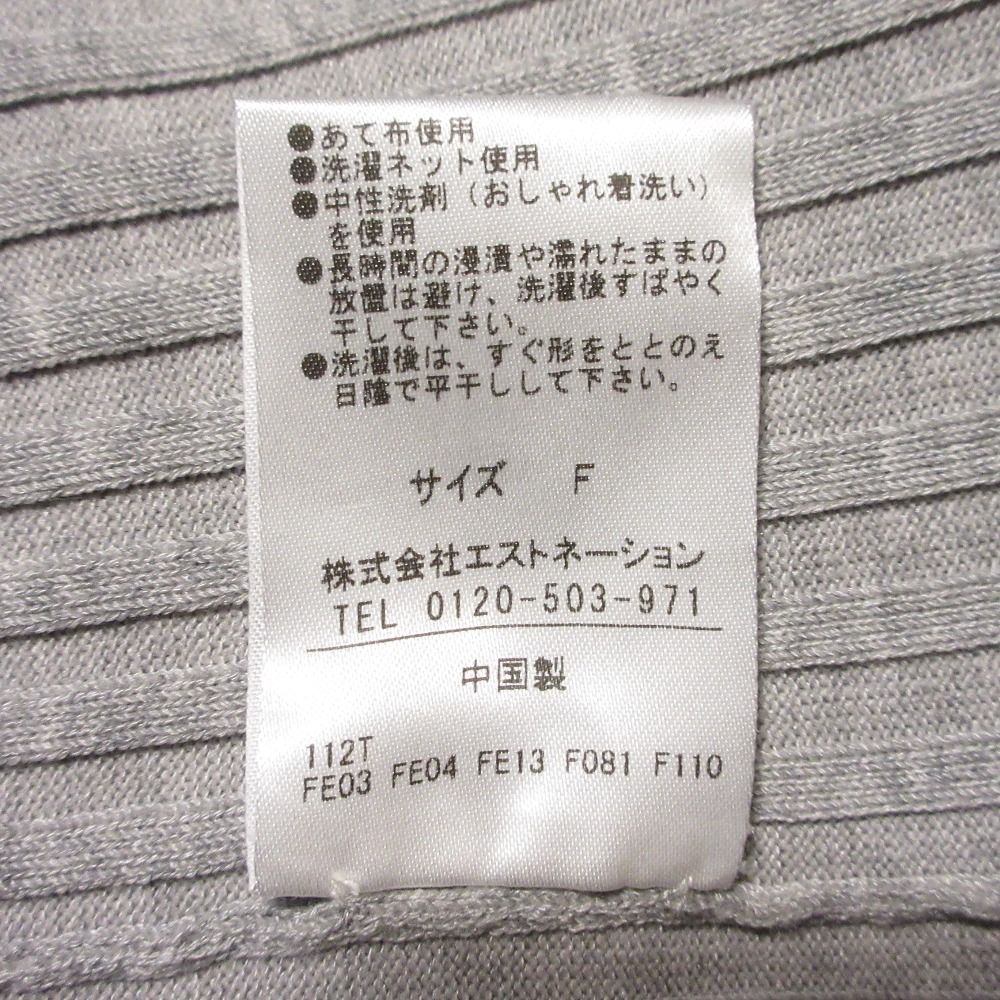 ●あて布使用
●洗濯ネット使用
●中性洗剤（おしゃれ着洗い）
を使用
●長時間の浸漬や濡れたままの
放置は避け、洗濯後すばやく
干して下さい。
●洗濯後は、すぐ形をととのえ
日陰で平干しして下さい。
サイズ F
株式会社エストネーション
TEL 0120-503-971
中国製
112T
FE03 FE04 FE13 F081 F110